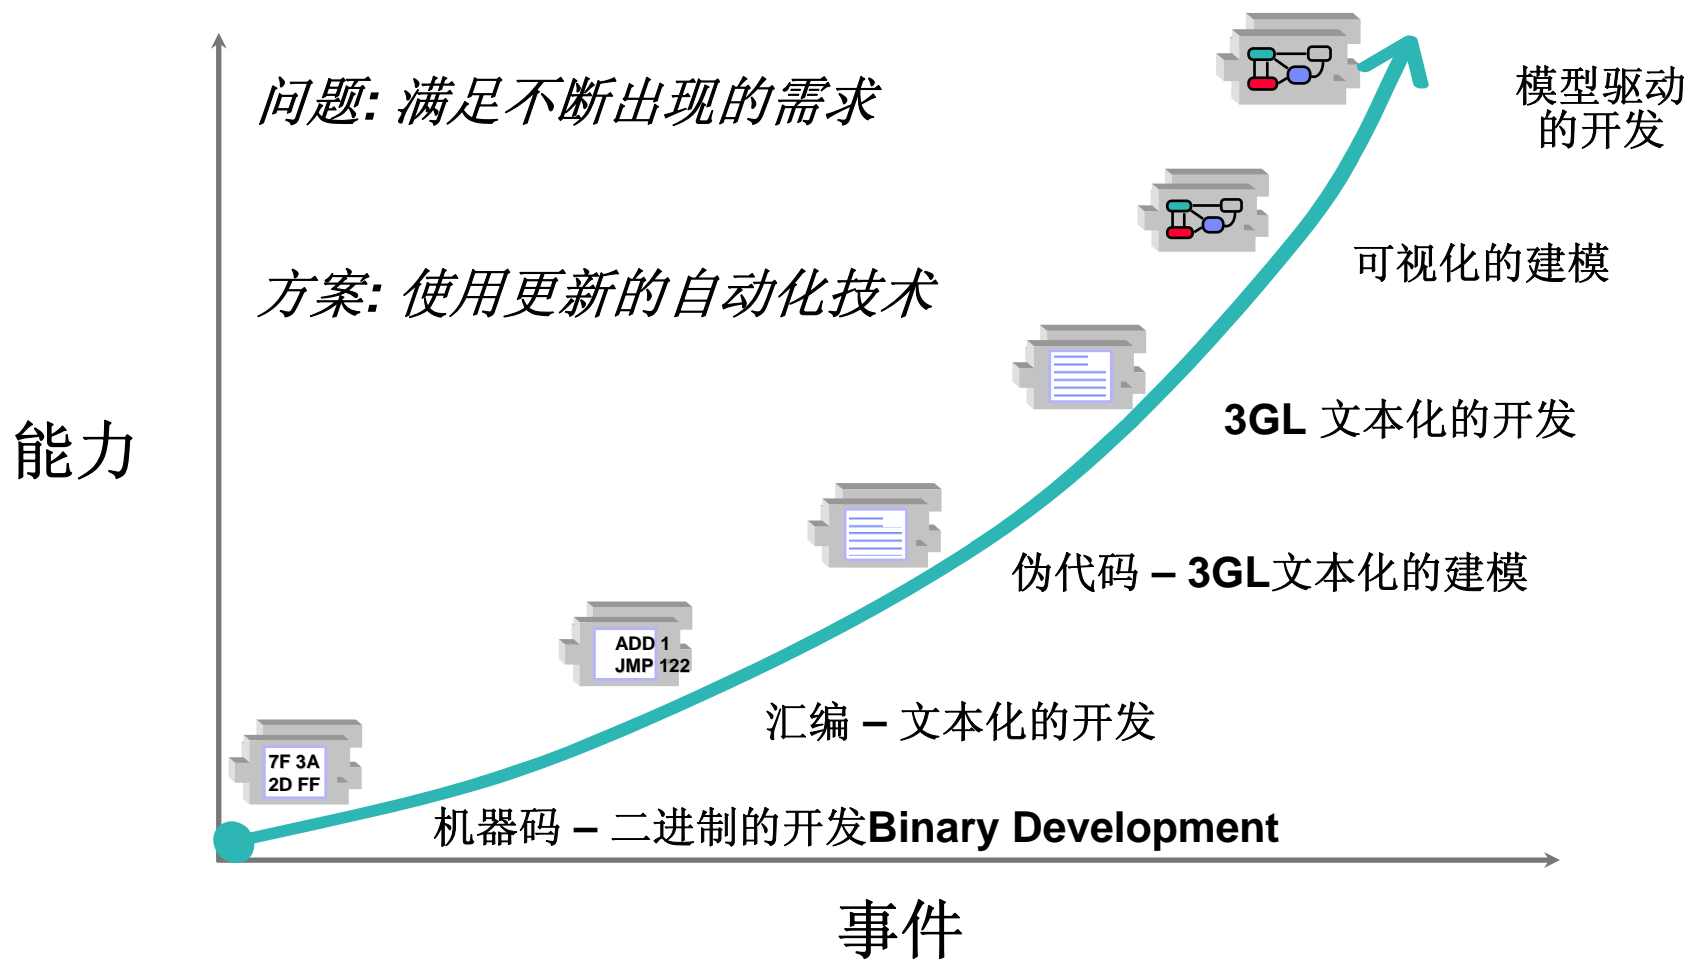 问题: 满足不断出现的需求
模型驱动
的开发
方案: 使用更新的自动化技术
可视化的建模
3GL 文本化的开发
能力
伪代码 – 3GL文本化的建模
ADD 1
JMP 122
汇编 – 文本化的开发
7F 3A
2D FF
机器码 – 二进制的开发Binary Development
事件